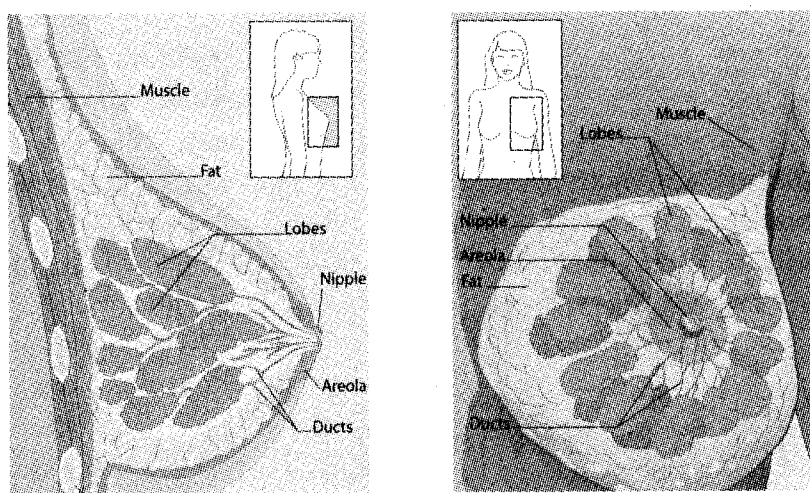 Muscle
Fat
Lobes
Nipple
Areola
Ducts
Muscle
Lobes
Nipple
Areola
Fat
Ducts